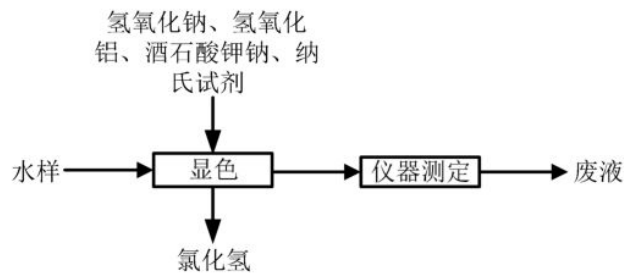 氢氧化钠、氢氧化
铝、酒石酸钾钠、纳
氏试剂
水样
显色
仪器测定
废液
氯化氢